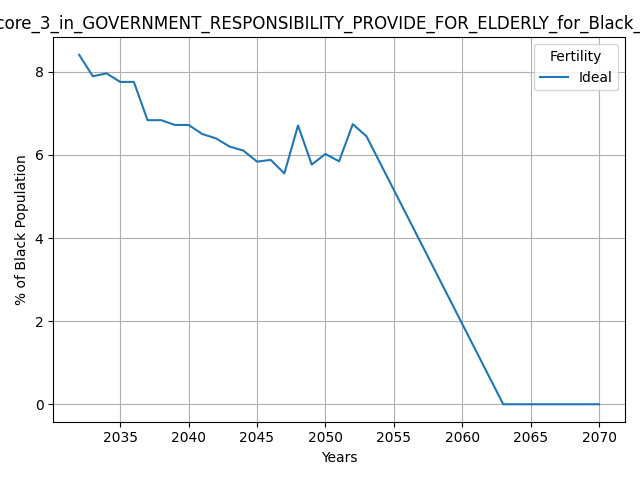 core_3_in_GOVERNMENT_RESPONSIBILITY_PROVIDE_FOR_ELDERLY_for_Black_
Fertility
Ideal
8
6
4
2
0
% of Black Population
2035 2040 2045 2050 2055 2060 2065 2070
Years